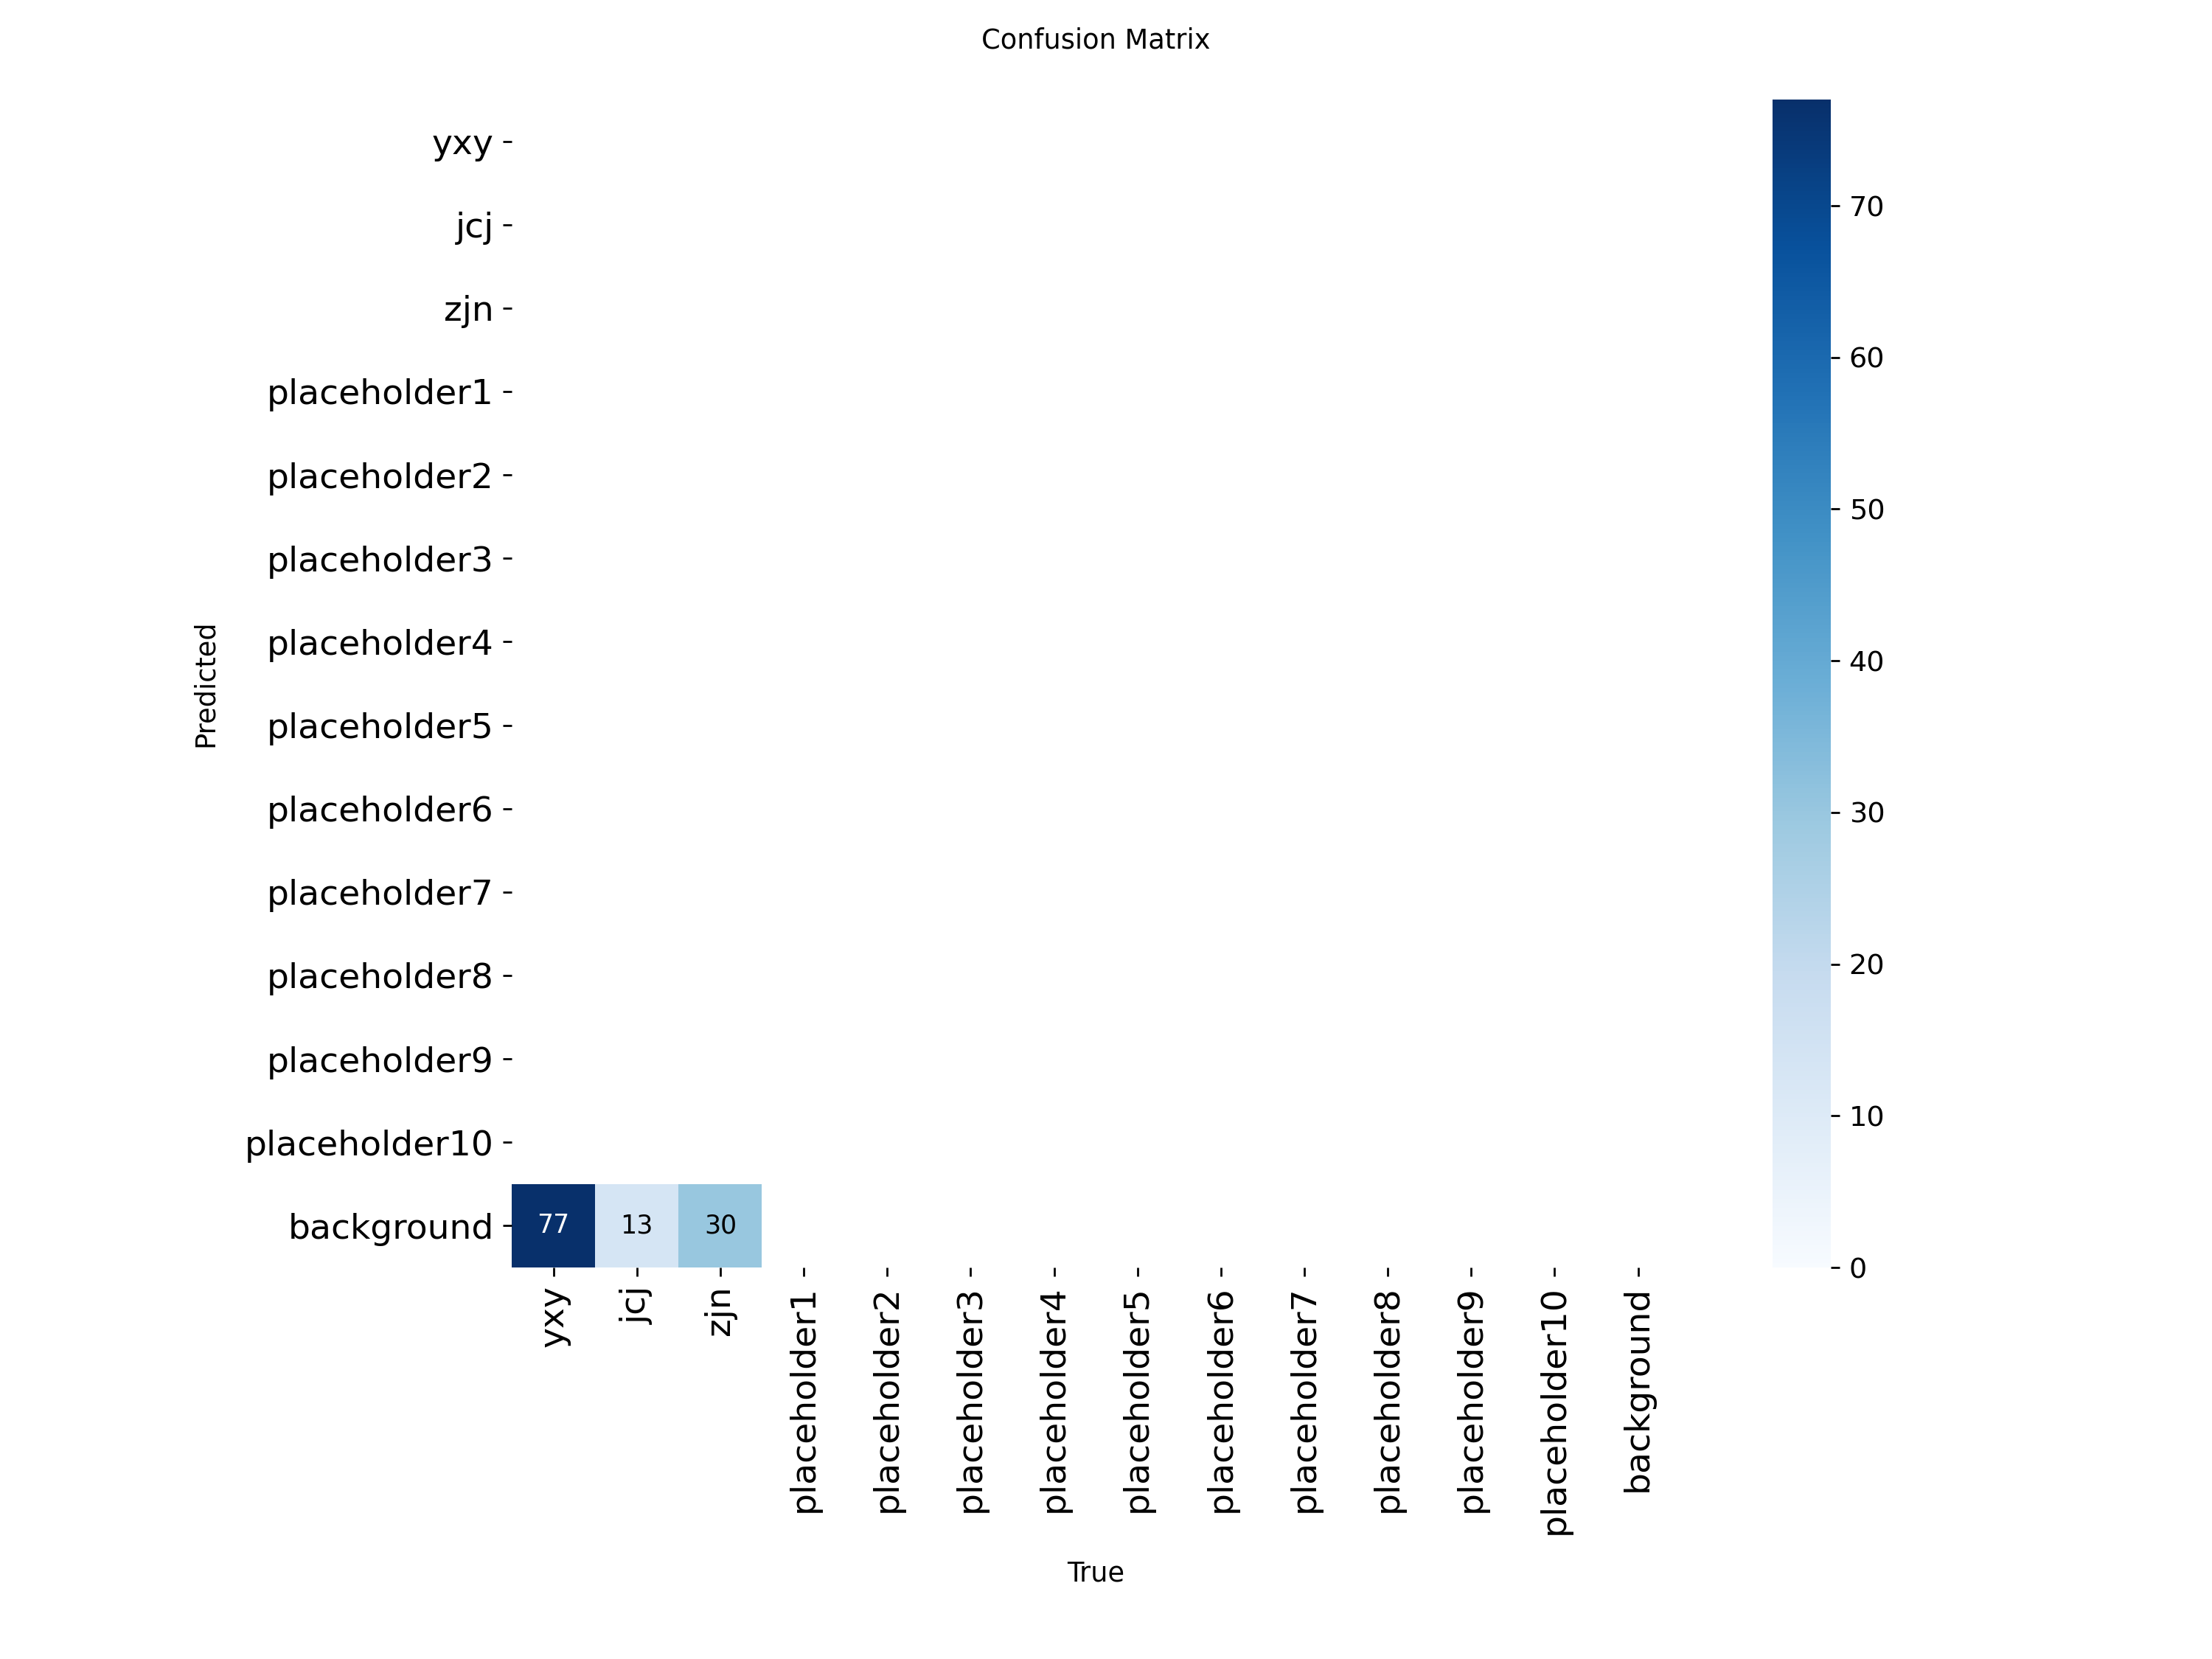 Confusion Matrix
yxy
jcj
zjn
placeholder1
placeholder2
placeholder3
placeholder4
placeholder5
placeholder6
placeholder7
placeholder8
placeholder9
placeholder10
background
Predicted
77 13 30
yxy
jcj
zjn
placeholder1
placeholder2
placeholder3
placeholder4
placeholder5
placeholder6
placeholder7
placeholder8
placeholder9
placeholder10
background
True
70
60
50
40
30
20
10
0